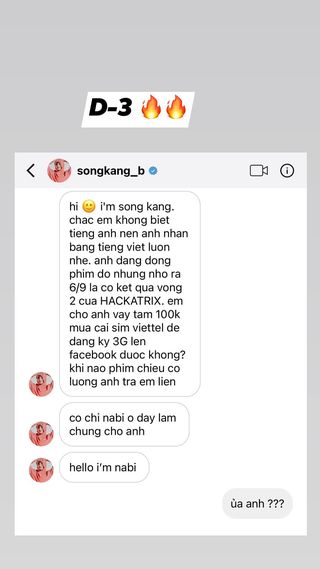 D-3 🔥🔥
songkang_b
hi 😊 i'm song kang.
chac em khong biet
tieng anh nen anh nhan
bang tieng viet luon
nhe. anh dang dong
phim do nhung nho ra
6/9 la co ket qua vong
2 cua HACKATRIX. em
cho anh vay tam 100k
mua cai sim viettel de
dang ky 3G len
facebook duoc khong?
khi nao phim chieu co
luong anh tra em lien
co chi nabi o day lam
chung cho anh
hello i'm nabi
ủa anh ???